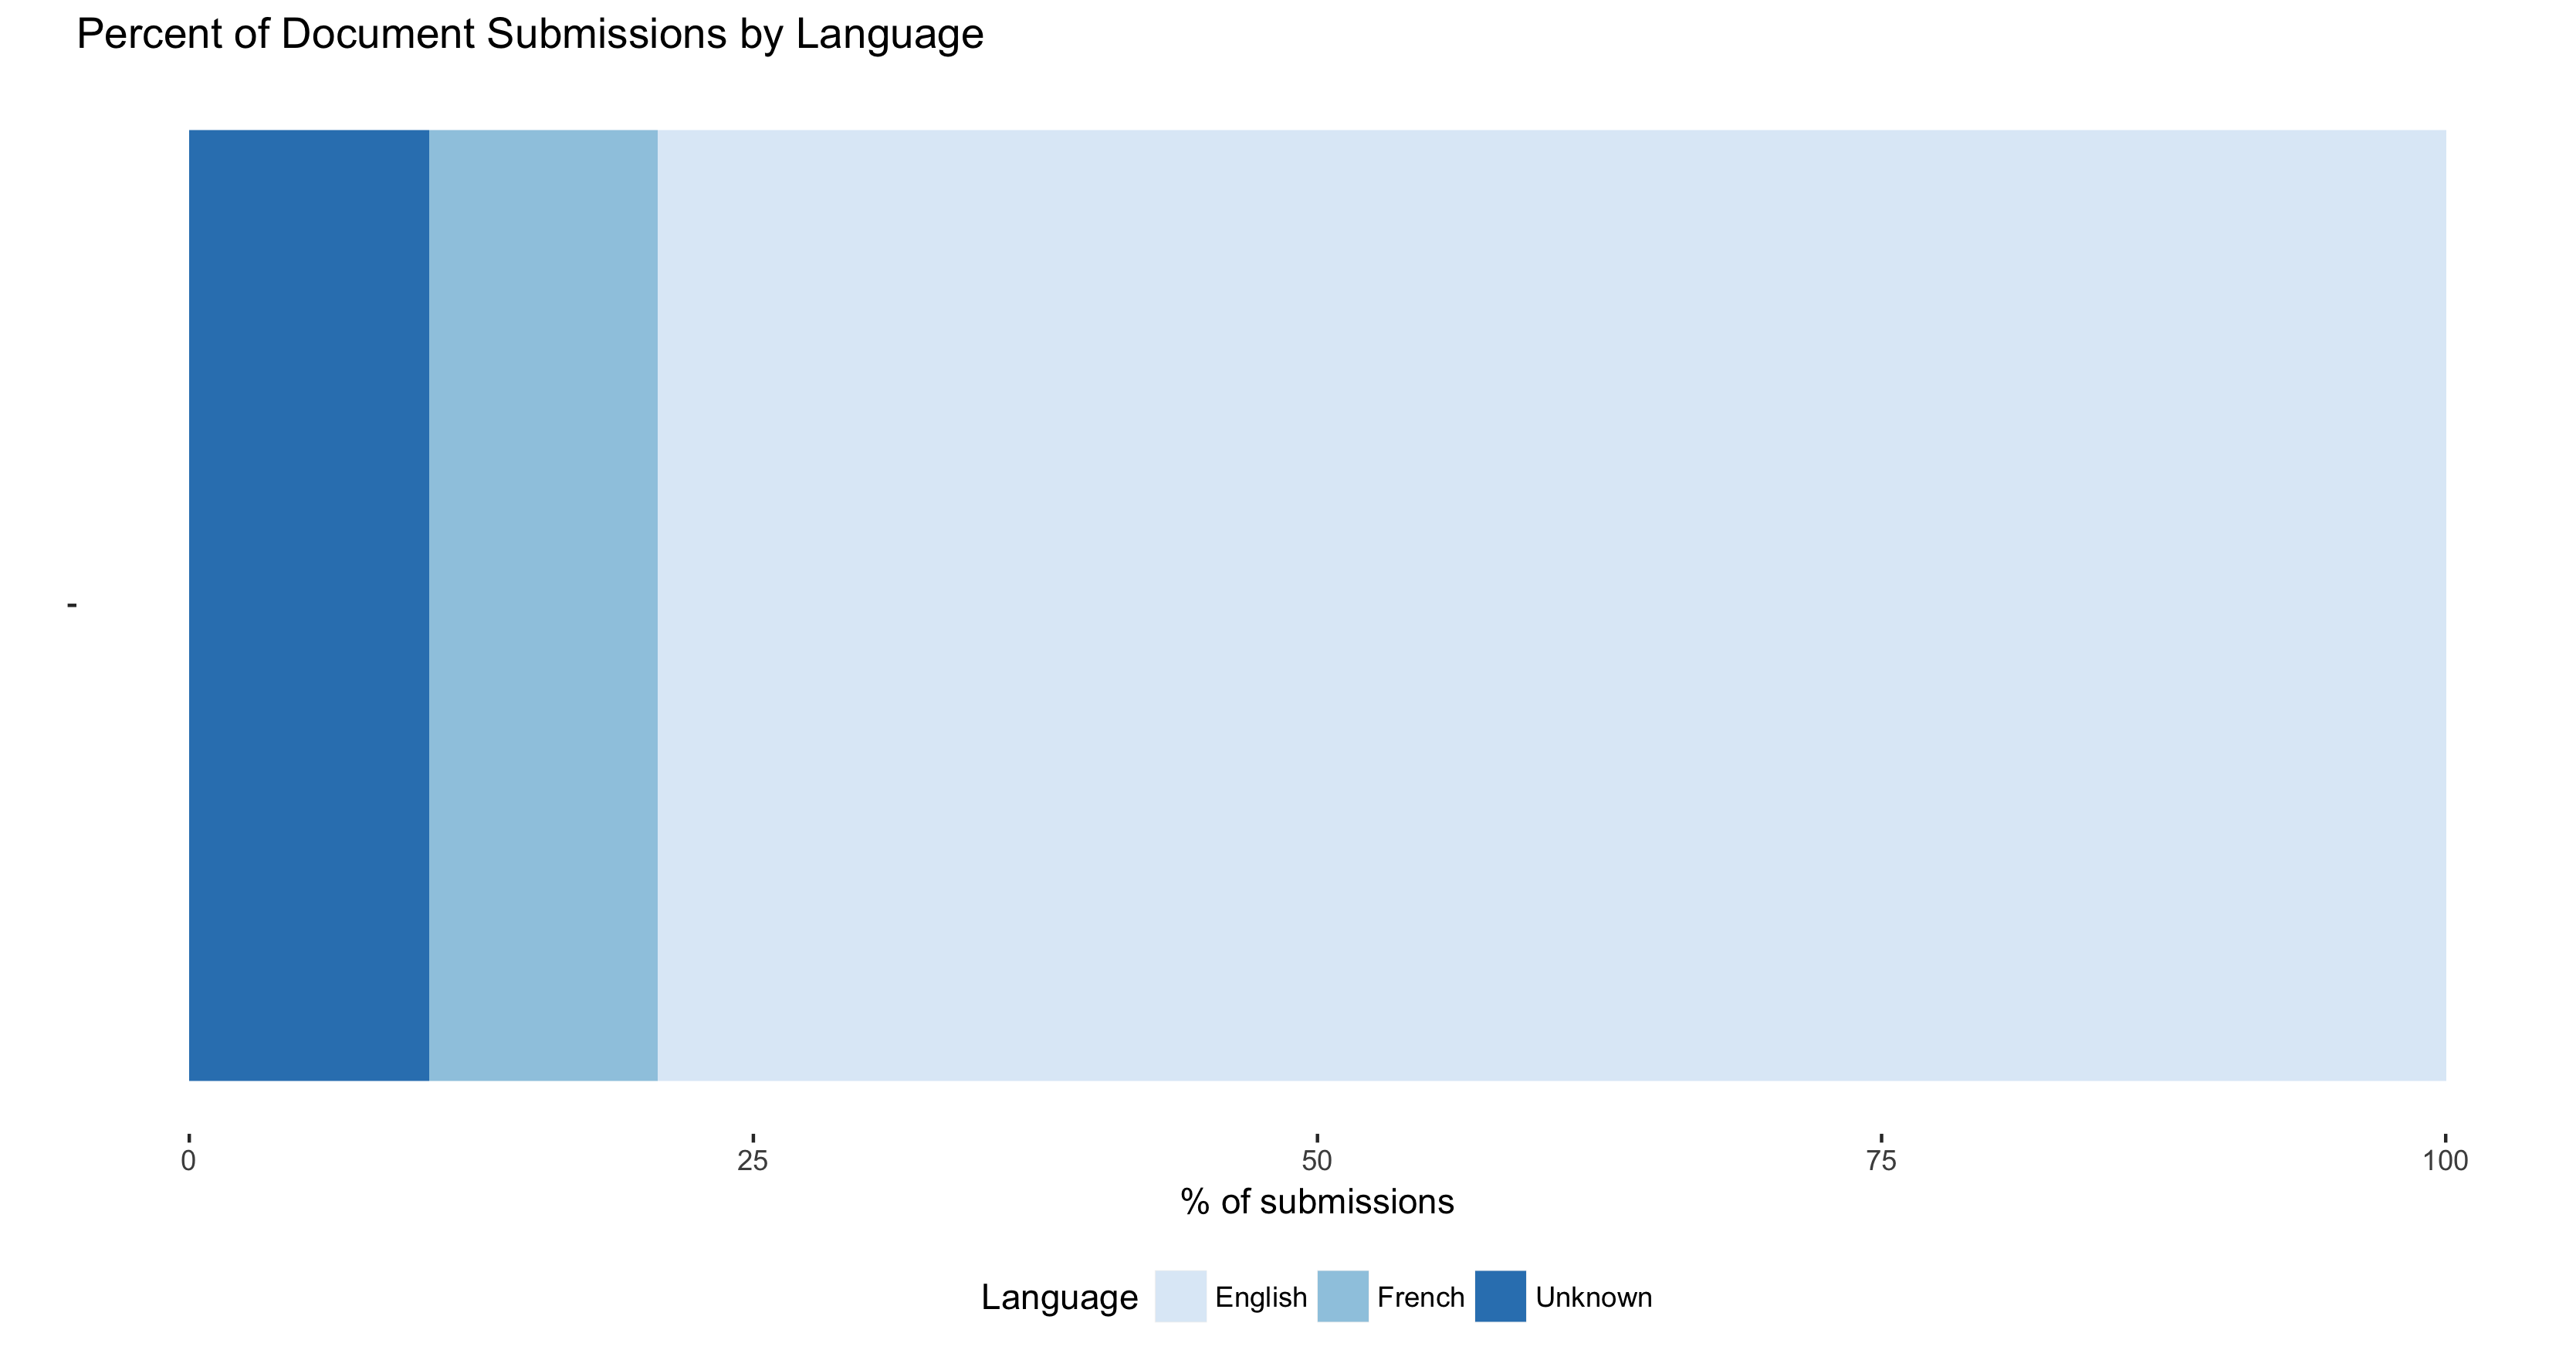 Percent of Document Submissions by Language
0 25 50 75 100
% of submissions
Language English French Unknown